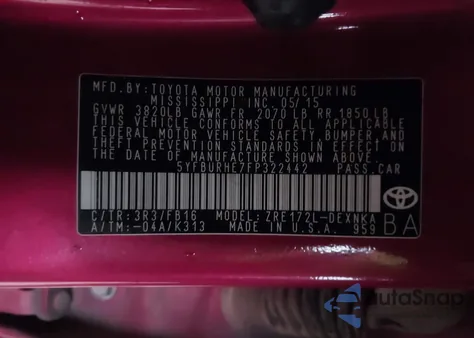 MFD.BY: TOYOTA MOTOR MANUFACTURING
MISSISSIPPI INC. 05/15
GVWR 3820LB GAWR FR 2070 LB RR 1850 LB
THIS VEHICLE CONFORMS TO ALL APPLICABLE
FEDERAL MOTOR VEHICLE SAFETY, BUMPER, AND
THEFT PREVENTION STANDARDS IN EFFECT ON
THE DATE OF MANUFACTURE SHOWN ABOVE.
5YFBURHE7FP322442 PASS.CAR
TOYOTA
C/TR: 3R3/FB16 MODEL: ZRE172L-DEXNKA
A/TM: -04A/K313 MADE IN U.S.A. 959
BA
AutoSnap